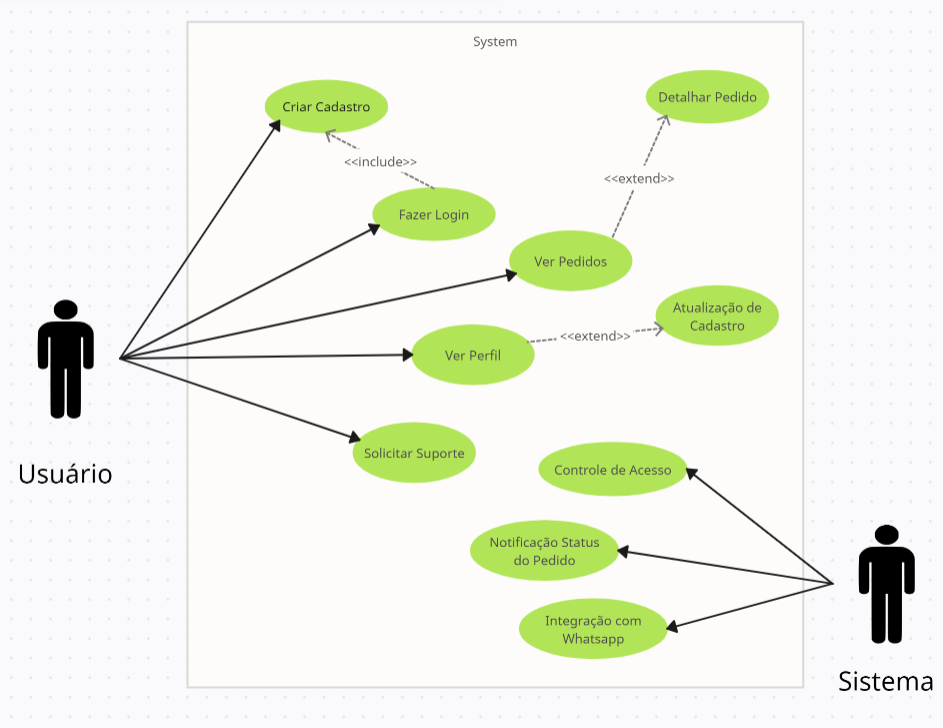 System
Criar Cadastro
Detalhar Pedido
<<include>>
<<extend>>
Fazer Login
Ver Pedidos
Atualização de
Cadastro
<<extend>>
Ver Perfil
Solicitar Suporte
Usuário
Controle de Acesso
Notificação Status
do Pedido
Integração com
Whatsapp
Sistema